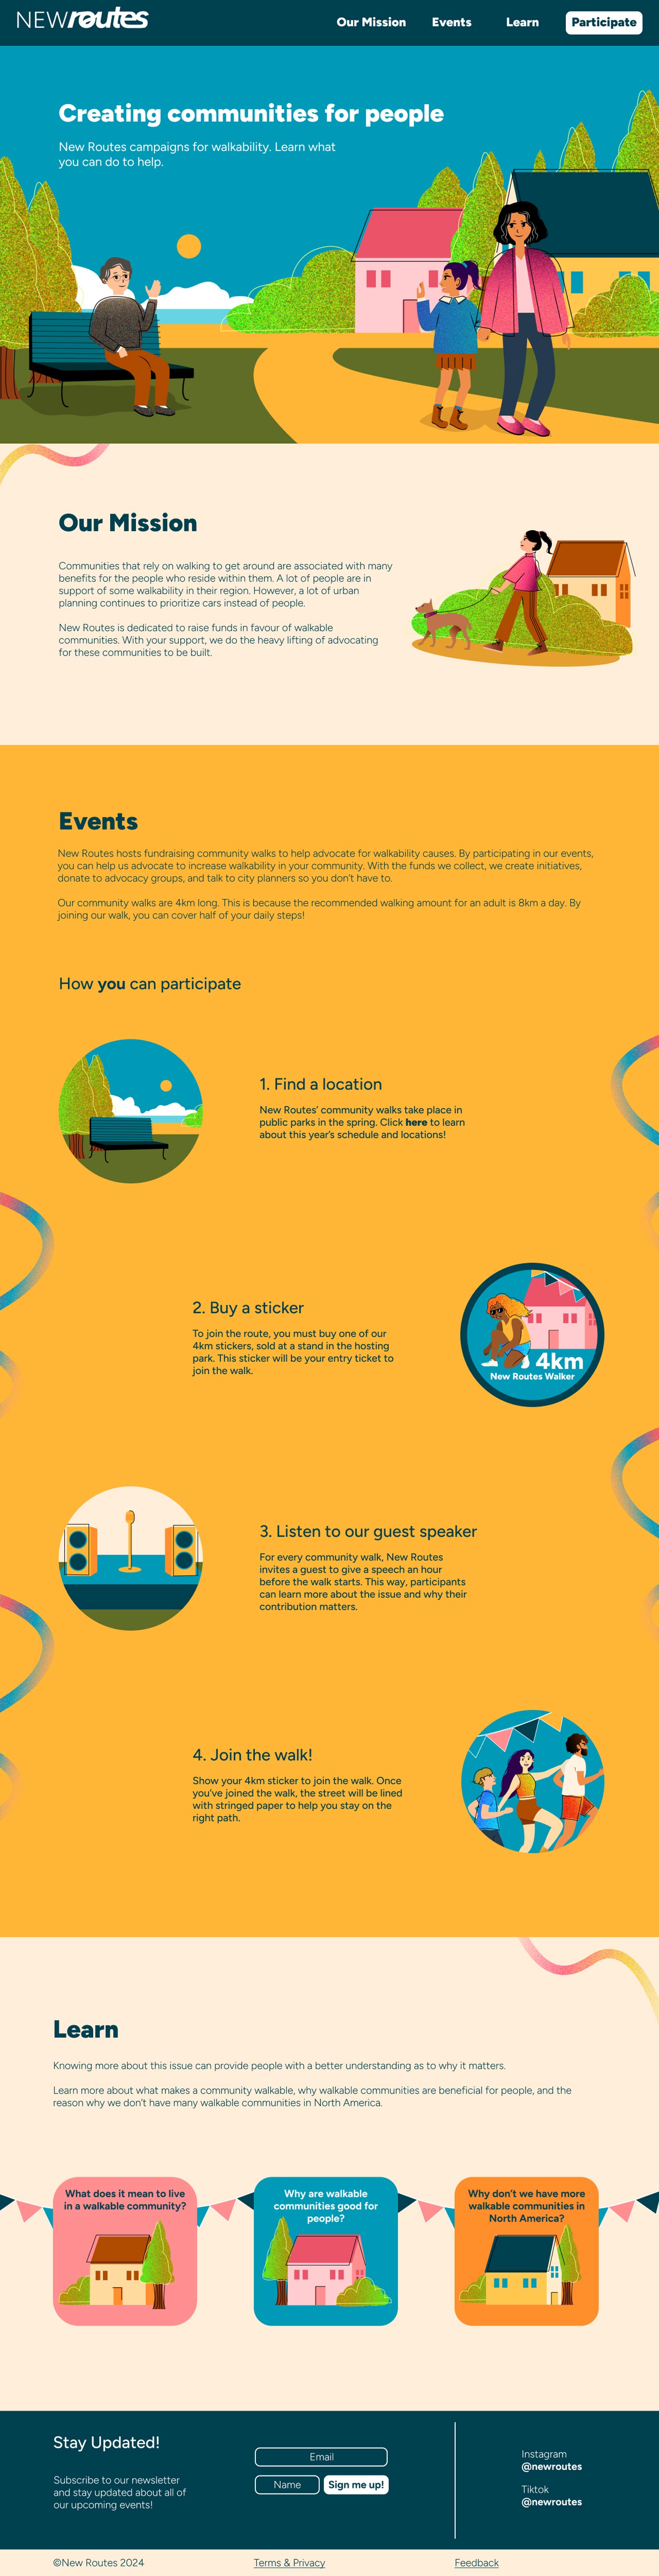 NEWroutes
Our Mission
Events
Learn
Participate
Creating communities for people
New Routes campaigns for walkability. Learn what
you can do to help.
Our Mission
Communities that rely on walking to get around are associated with many
benefits for the people who reside within them. A lot of people are in
support of some walkability in their region. However, a lot of urban
planning continues to prioritize cars instead of people.
New Routes is dedicated to raise funds in favour of walkable
communities. With your support, we do the heavy lifting of advocating
for these communities to be built.
Events
New Routes hosts fundraising community walks to help advocate for walkability causes. By participating in our events,
you can help us advocate to increase walkability in your community. With the funds we collect, we create initiatives,
donate to advocacy groups, and talk to city planners so you don't have to.
Our community walks are 4km long. This is because the recommended walking amount for an adult is 8km a day. By
joining our walk, you can cover half of your daily steps!
How you can participate
1. Find a location
New Routes' community walks take place in
public parks in the spring. Click here to learn
about this year's schedule and locations!
2. Buy a sticker
To join the route, you must buy one of our
4km stickers, sold at a stand in the hosting
park. This sticker will be your entry ticket to
join the walk.
4km
New Routes Walker
3. Listen to our guest speaker
For every community walk, New Routes
invites a guest to give a speech an hour
before the walk starts. This way, participants
can learn more about the issue and why their
contribution matters.
4. Join the walk!
Show your 4km sticker to join the walk. Once
you've joined the walk, the street will be lined
with stringed paper to help you stay on the
right path.
Learn
Knowing more about this issue can provide people with a better understanding as to why it matters.
Learn more about what makes a community walkable, why walkable communities are beneficial for people, and the
reason why we don't have many walkable communities in North America.
What does it mean to live
in a walkable community?
Why are walkable
communities good for
people?
Why don't we have more
walkable communities in
North America?
Stay Updated!
Subscribe to our newsletter
and stay updated about all of
our upcoming events!
Email
Name
Sign me up!
Instagram
@newroutes
Tiktok
@newroutes
©New Routes 2024
Terms & Privacy
Feedback